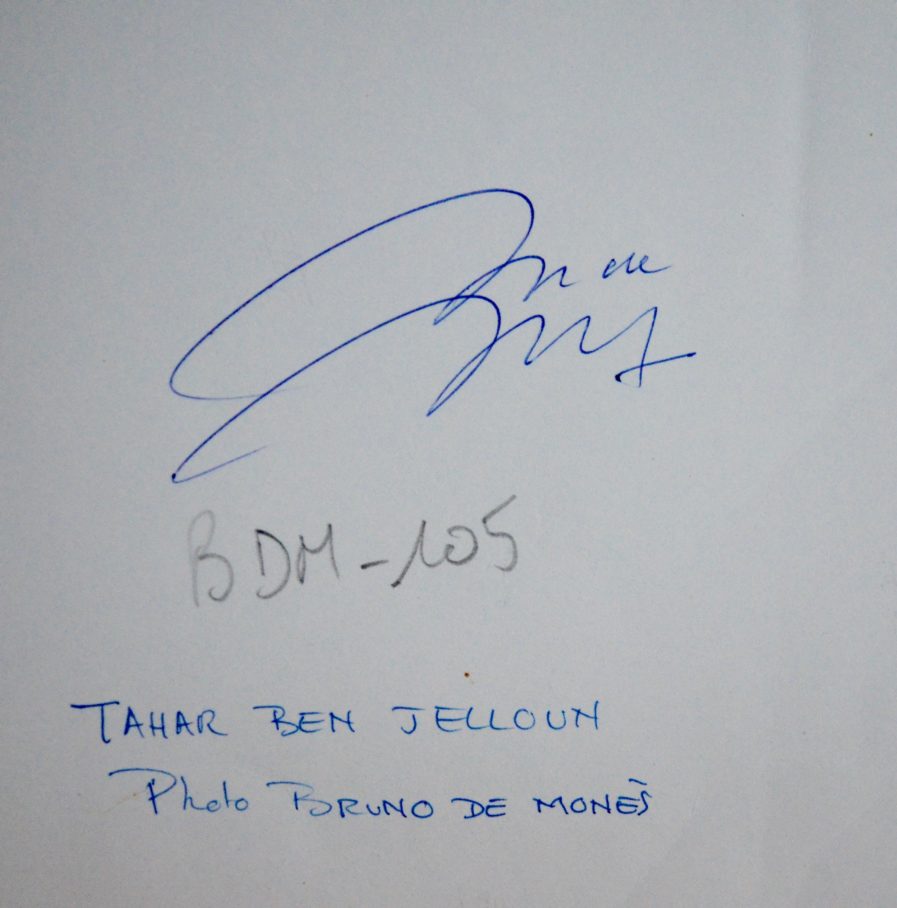 BDM-105
TAHAR BEN JELLOUN
Photo BRUNO DE MONÈS